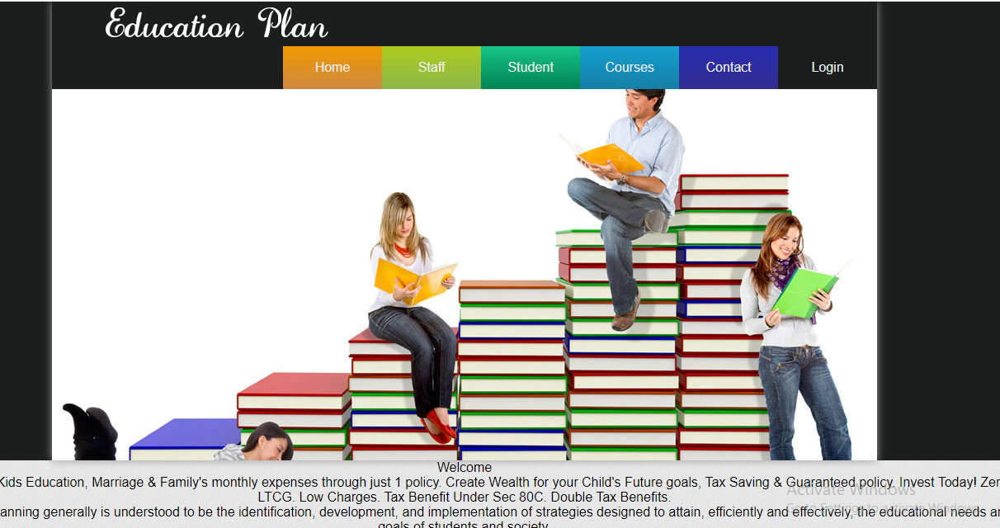 Education Plan
Home Staff Student Courses Contact Login
Welcome
Kids Education, Marriage & Family's monthly expenses through just 1 policy. Create Wealth for your Child's Future goals, Tax Saving & Guaranteed policy. Invest Today!
LTCG. Low Charges. Tax Benefit Under Sec 80C. Double Tax Benefits.
generally is understood to be the identification, development, and implementation of strategies designed to attain, efficiently and effectively, the educational needs
goals of students and society.
Activate Windows
Go to Settings to activate Windows.